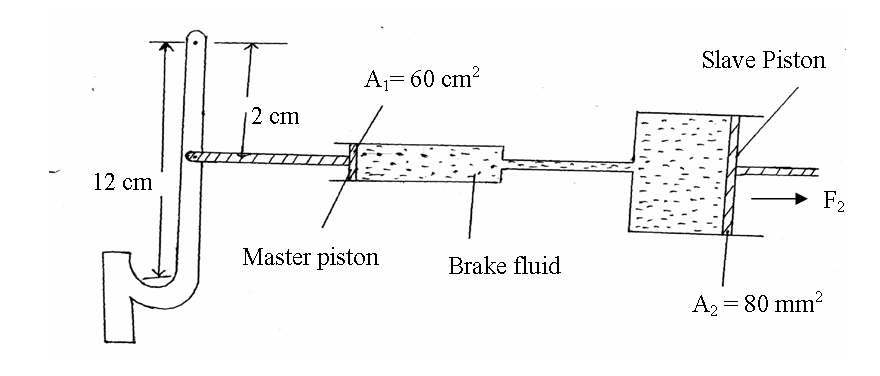 Slave Piston
A₁= 60 cm²
2 cm
12 cm
F₂
Master piston
Brake fluid
A₂ = 80 mm²